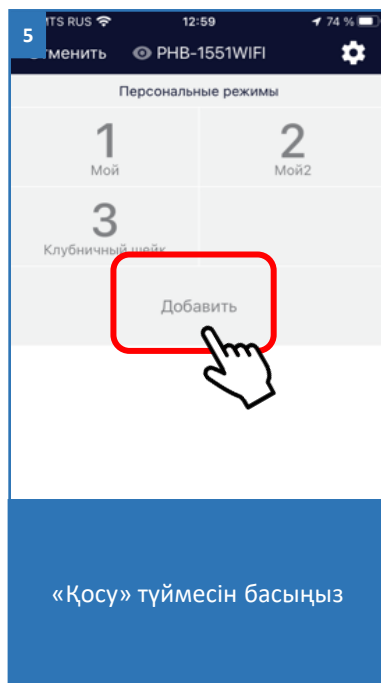 5
MTS RUS 12:59 74 %
Отменить PHB-1551WIFI
Персональные режимы
1 2
Мой Мой2
3
Клубничный шейк
Добавить
«Қосу» түймесін басыңыз